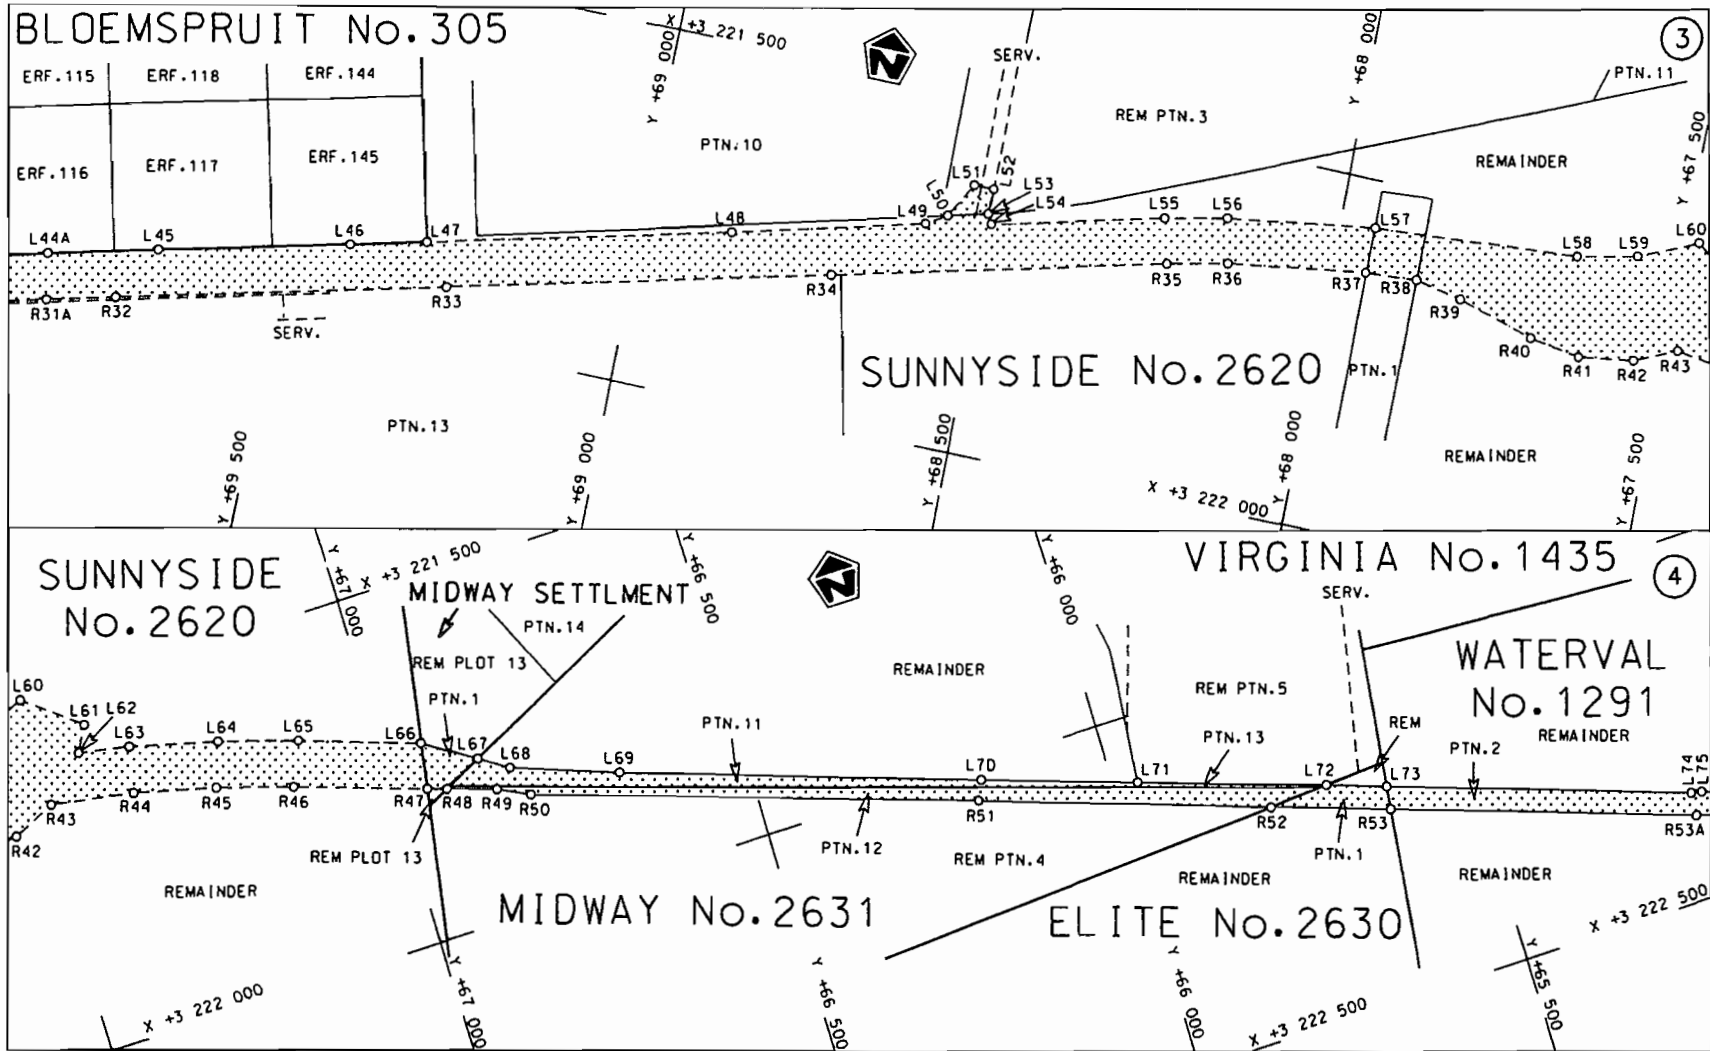 BLOEMSPRUIT No.305
X +3 221 500
Y +69 000
N
SERV.
Y +68 000
3
ERF.115
ERF.118
ERF.144
PTN.11
PTN.10
REM PTN.3
Y +67 500
ERF.116
ERF.117
ERF.145
REMAINDER
L44A
L45
L46
L47
L48
L49
L50
L51
L52
L53
L54
L55
L56
L57
L58
L59
L60
R31A
R32
SERV.
R33
R34
R35
R36
R37
R38
R39
R40
R41
R42
R43
SUNNYSIDE No.2620
PTN.1
PTN.13
REMAINDER
Y +69 500
Y +69 000
Y +68 500
X +3 222 000
Y +68 000
Y +67 500
SUNNYSIDE
No.2620
Y +67 000
X +3 221 500
MIDWAY SETTLMENT
Y +66 500
N
Y +66 000
VIRGINIA No.1435
4
SERV.
PTN.14
REM PLOT 13
REMAINDER
REM PTN.5
WATERVAL
No.1291
REMAINDER
PTN.1
PTN.11
PTN.13
REM
PTN.2
L60
L61
L62
L63
L64
L65
L66
L67
L68
L69
L70
L71
L72
L73
L74
L75
R42
R43
R44
R45
R46
R47
R48
R49
R50
R51
R52
R53
R53A
REM PLOT 13
PTN.12
REM PTN.4
PTN.1
REMAINDER
REMAINDER
REMAINDER
MIDWAY No.2631
ELITE No.2630
X +3 222 500
X +3 222 000
Y +67 000
Y +66 500
Y +66 000
X +3 222 500
Y +65 500